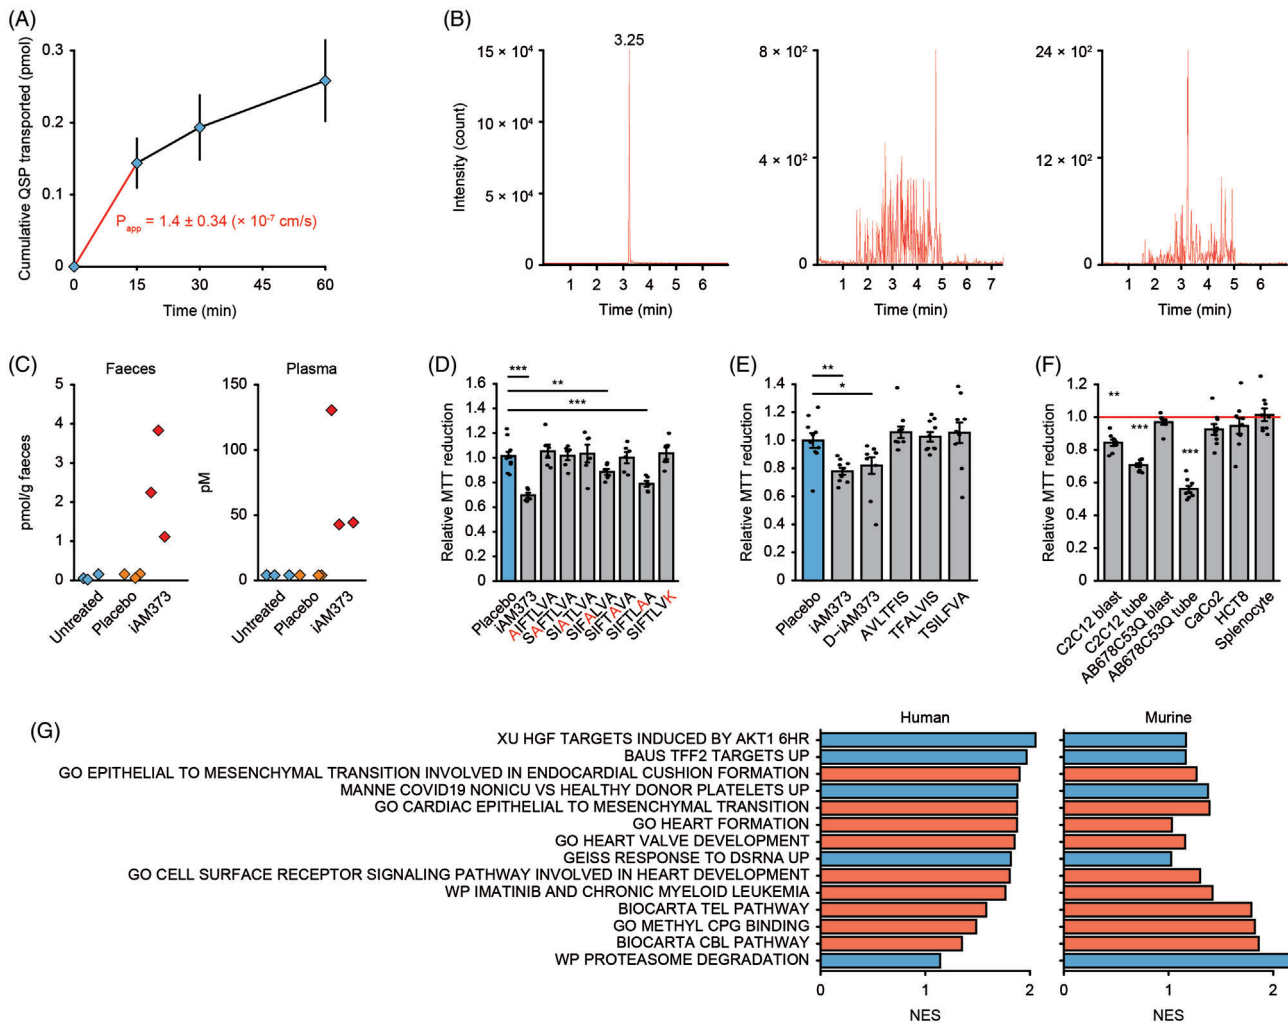 (A)
Cumulative QSP transported (pmol)
0.3
0.2
0.1
0
P_app = 1.4 ± 0.34 (× 10⁻⁷ cm/s)
0 15 30 45 60
Time (min)
(B)
Intensity (count)
3.25
15 × 10⁴
10 × 10⁴
5 × 10⁴
0
1 2 3 4 5 6
Time (min)
8 × 10²
4 × 10²
0
1 2 3 4 5 6 7
Time (min)
24 × 10²
12 × 10²
0
1 2 3 4 5 6
Time (min)
(C)
Faeces
pmol/g faeces
5
4
3
2
1
0
Untreated
Placebo
iAM373
Plasma
pM
150
100
50
0
Untreated
Placebo
iAM373
(D)
Relative MTT reduction
1.6
1.4
1.2
1.0
0.8
0.6
0.4
0.2
0
***
**
***
Placebo
iAM373
AIFTLVA
SAFTLVA
SIATLVA
SIFALVA
SIFTAVA
SIFTLAA
SIFTLVK
(E)
Relative MTT reduction
1.4
1.2
1.0
0.8
0.6
0.4
0.2
0
**
*
Placebo
iAM373
D–iAM373
AVLTFIS
TFALVIS
TSILFVA
(F)
Relative MTT reduction
1.2
1.0
0.8
0.6
0.4
0.2
0
**
***
***
C2C12 blast
C2C12 tube
AB678C53Q blast
AB678C53Q tube
CaCo2
HCT8
Splenocyte
(G)
Human
Murine
XU HGF TARGETS INDUCED BY AKT1 6HR
BAUS TFF2 TARGETS UP
GO EPITHELIAL TO MESENCHYMAL TRANSITION INVOLVED IN ENDOCARDIAL CUSHION FORMATION
MANNE COVID19 NONICU VS HEALTHY DONOR PLATELETS UP
GO CARDIAC EPITHELIAL TO MESENCHYMAL TRANSITION
GO HEART FORMATION
GO HEART VALVE DEVELOPMENT
GEISS RESPONSE TO DSRNA UP
GO CELL SURFACE RECEPTOR SIGNALING PATHWAY INVOLVED IN HEART DEVELOPMENT
WP IMATINIB AND CHRONIC MYELOID LEUKEMIA
BIOCARTA TEL PATHWAY
GO METHYL CPG BINDING
BIOCARTA CBL PATHWAY
WP PROTEASOME DEGRADATION
0 1 2
NES
0 1 2
NES